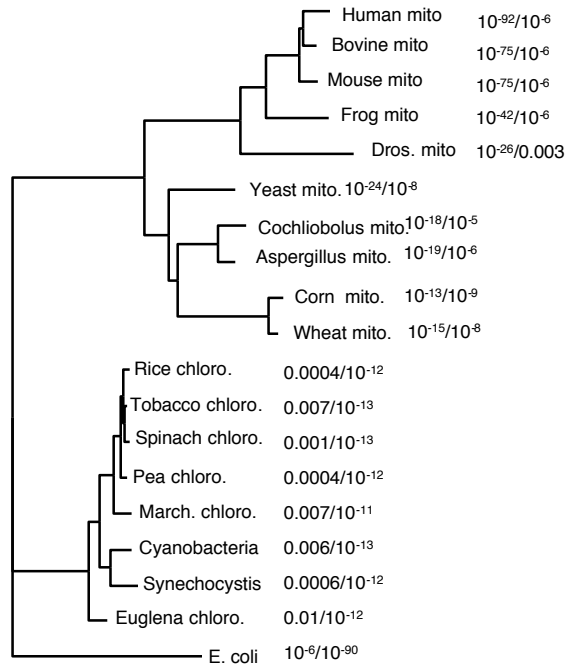 Human mito 10-92/10-6
Bovine mito 10-75/10-6
Mouse mito 10-75/10-6
Frog mito 10-42/10-6
Dros. mito 10-26/0.003
Yeast mito. 10-24/10-8
Cochliobolus mito. 10-18/10-5
Aspergillus mito. 10-19/10-6
Corn mito. 10-13/10-9
Wheat mito. 10-15/10-8
Rice chloro. 0.0004/10-12
Tobacco chloro. 0.007/10-13
Spinach chloro. 0.001/10-13
Pea chloro. 0.0004/10-12
March. chloro. 0.007/10-11
Cyanobacteria 0.006/10-13
Synechocystis 0.0006/10-12
Euglena chloro. 0.01/10-12
E. coli 10-6/10-90